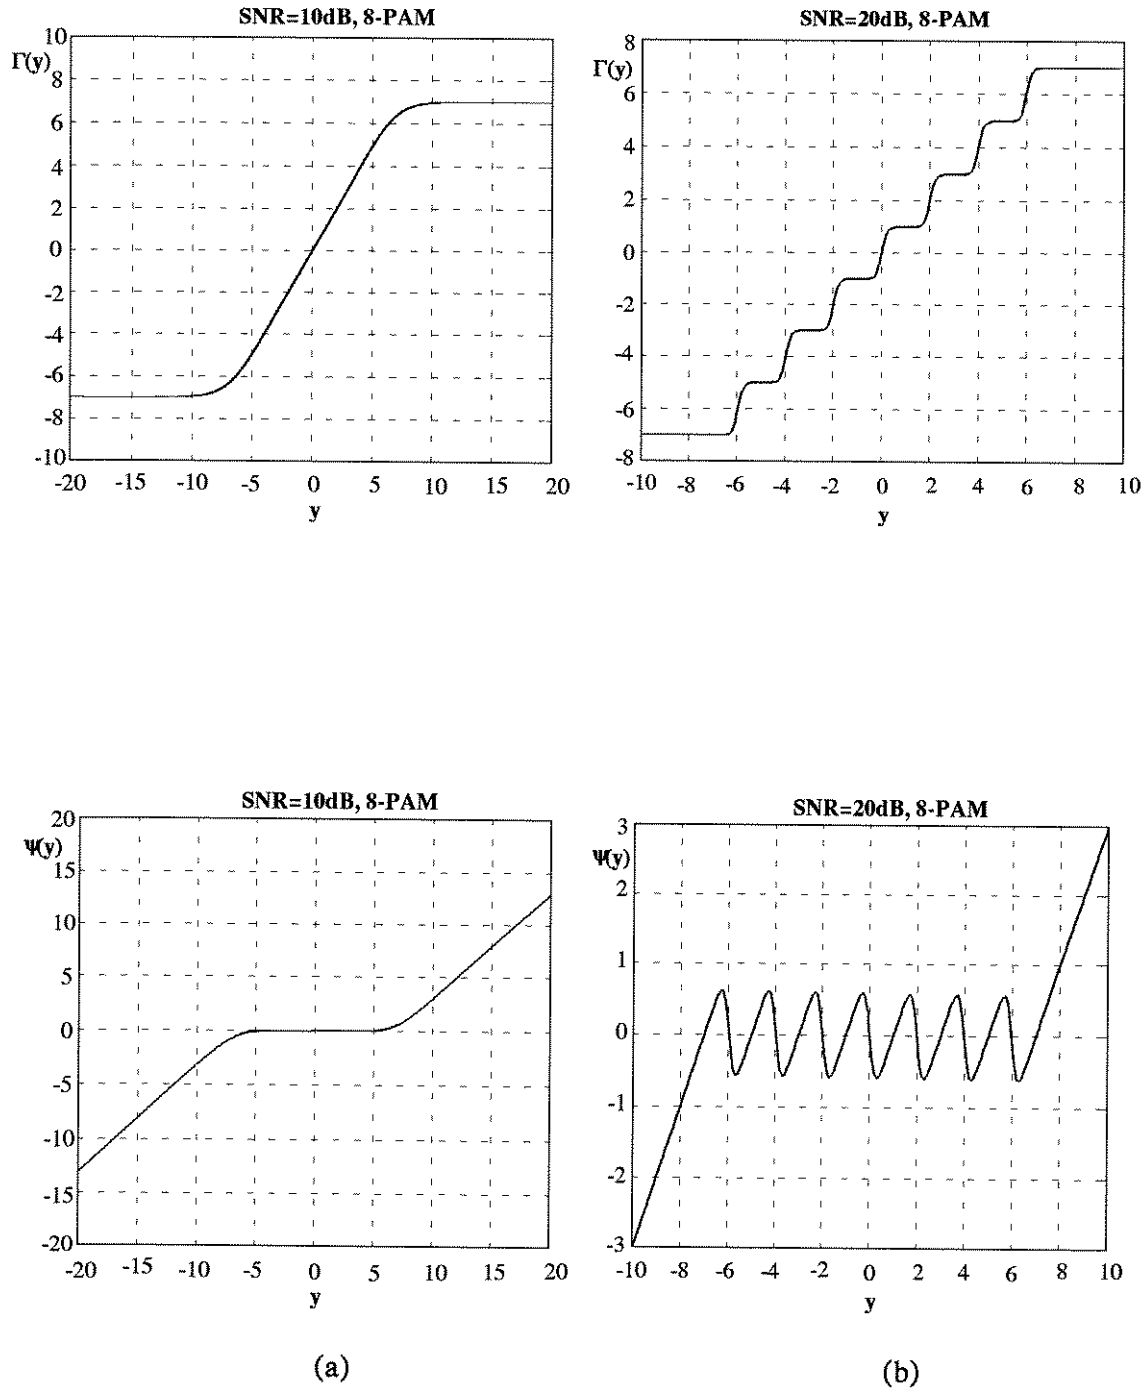 SNR=10dB, 8-PAM
Γ(y)
10
8
6
4
2
0
-2
-4
-6
-8
-10
-20 -15 -10 -5 0 5 10 15 20
y
SNR=20dB, 8-PAM
Γ(y)
8
6
4
2
0
-2
-4
-6
-8
-10 -8 -6 -4 -2 0 2 4 6 8 10
y
SNR=10dB, 8-PAM
Ψ(y)
20
15
10
5
0
-5
-10
-15
-20
-20 -15 -10 -5 0 5 10 15 20
y
SNR=20dB, 8-PAM
Ψ(y)
3
2
1
0
-1
-2
-3
-10 -8 -6 -4 -2 0 2 4 6 8 10
y
(a)
(b)